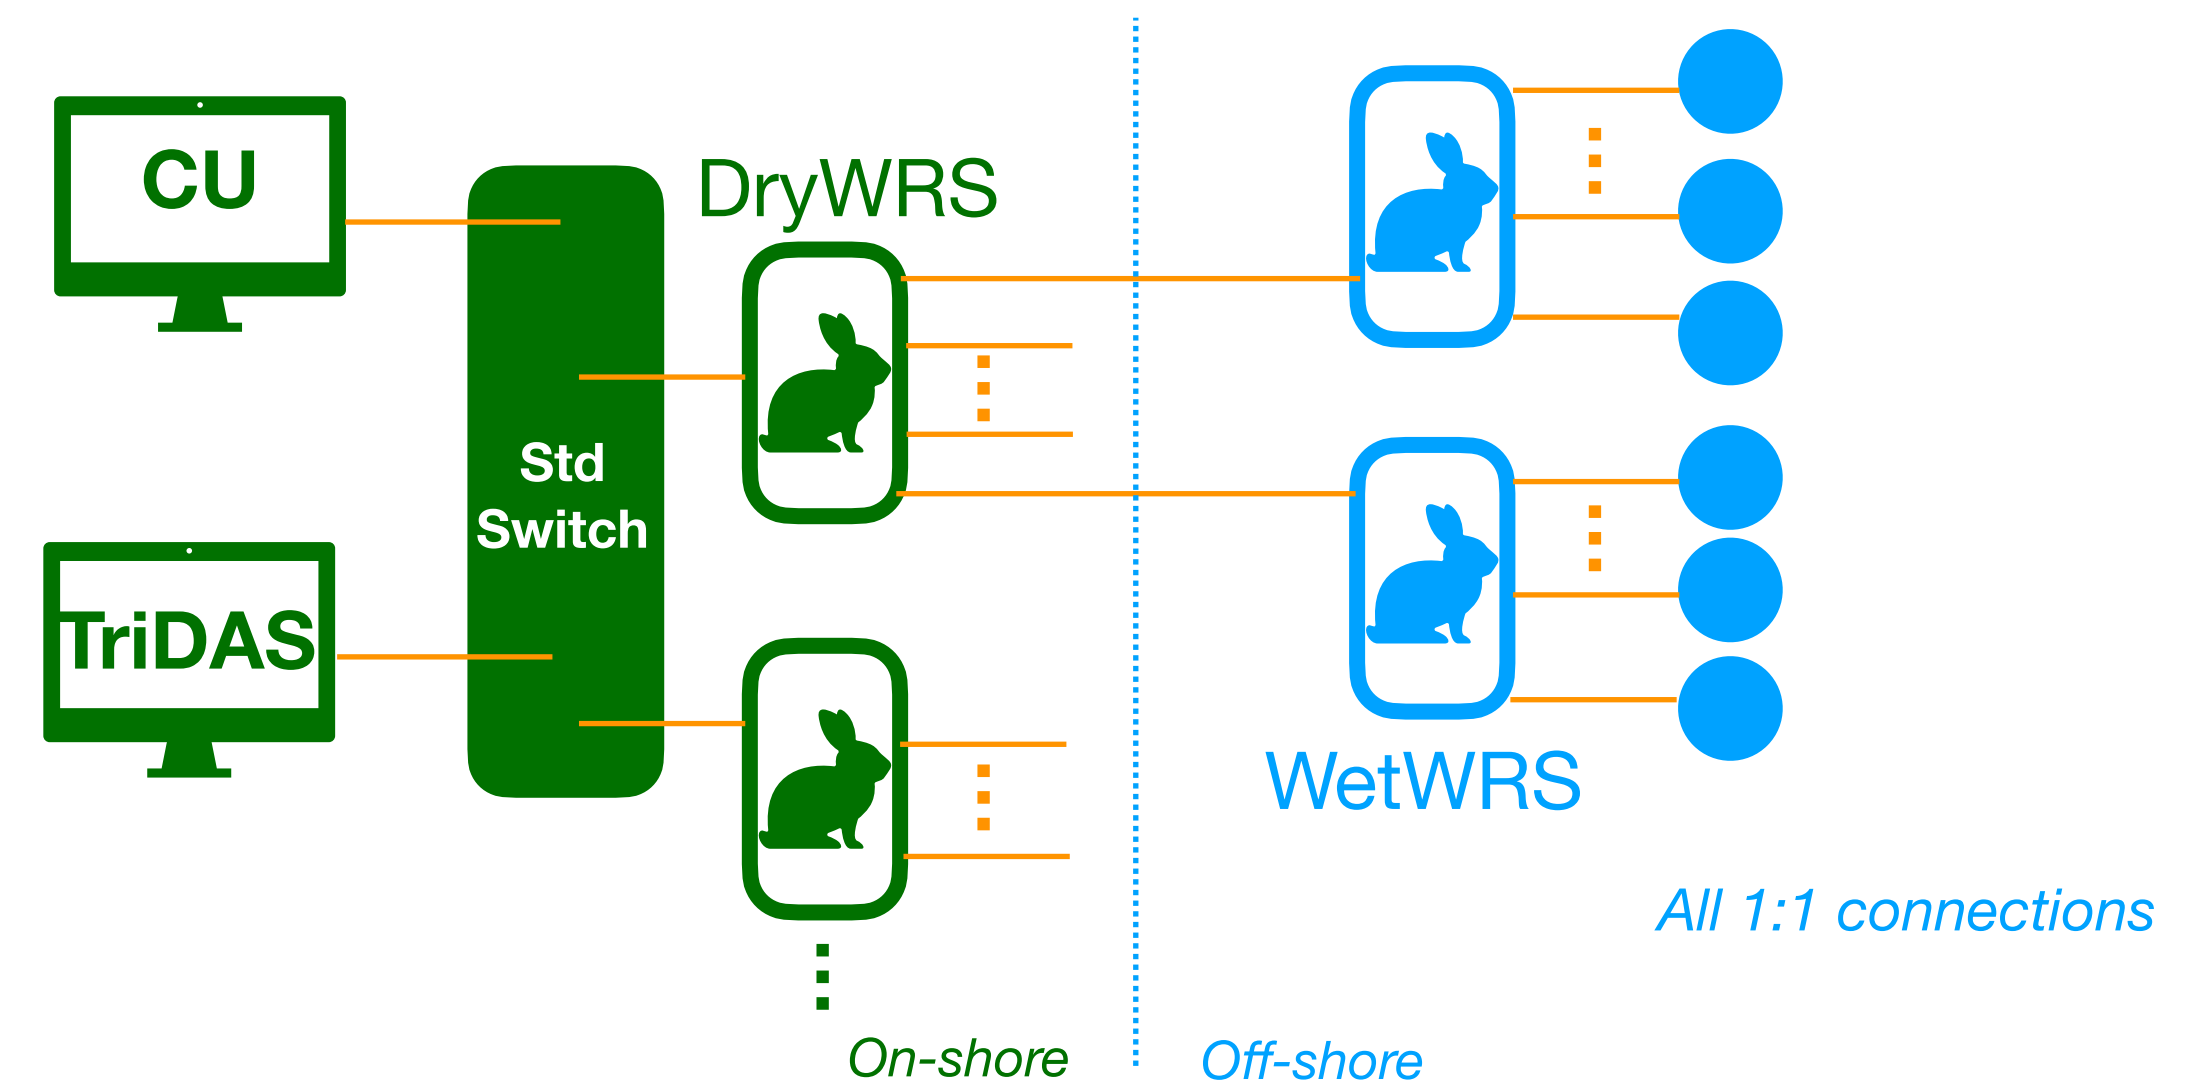 CU
DryWRS
Std
Switch
TriDAS
WetWRS
All 1:1 connections
On-shore
Off-shore